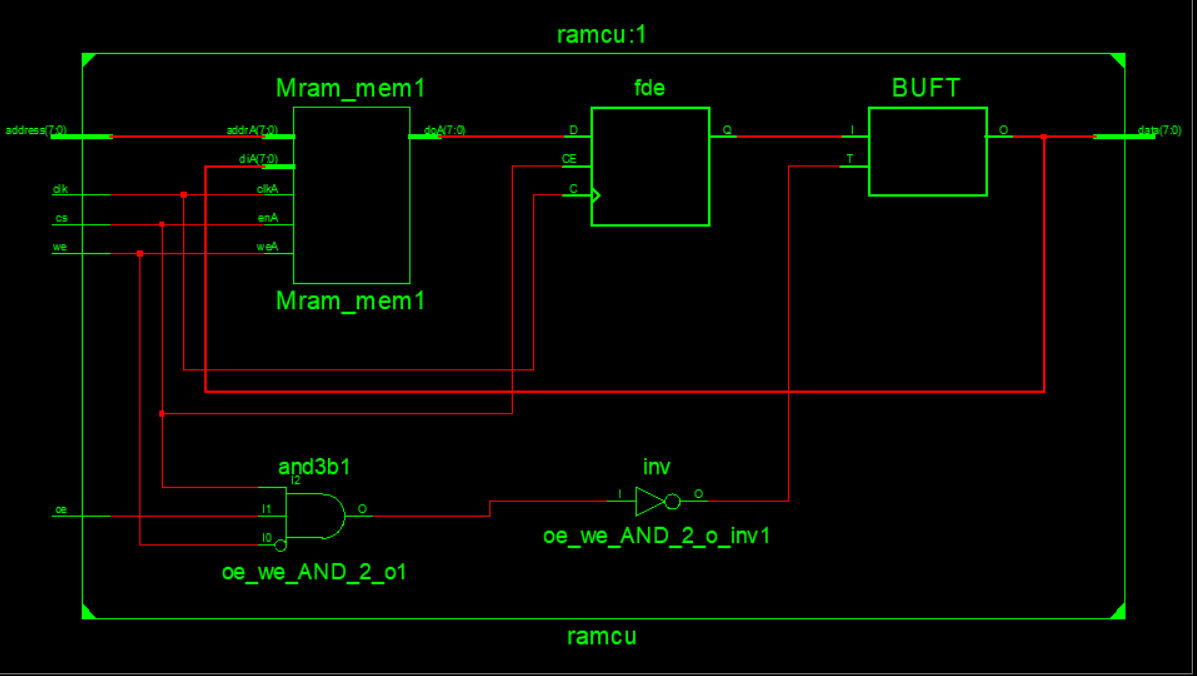 ramcu:1
Mram_mem1
fde
BUFT
address(7:0)
addrA(7:0)
doA(7:0)
D
Q
I
O
data(7:0)
diA(7:0)
CE
T
clk
clkA
C
cs
enA
we
weA
Mram_mem1
and3b1
inv
I2
I
O
oe
I1
O
I0
oe_we_AND_2_o_inv1
oe_we_AND_2_o1
ramcu